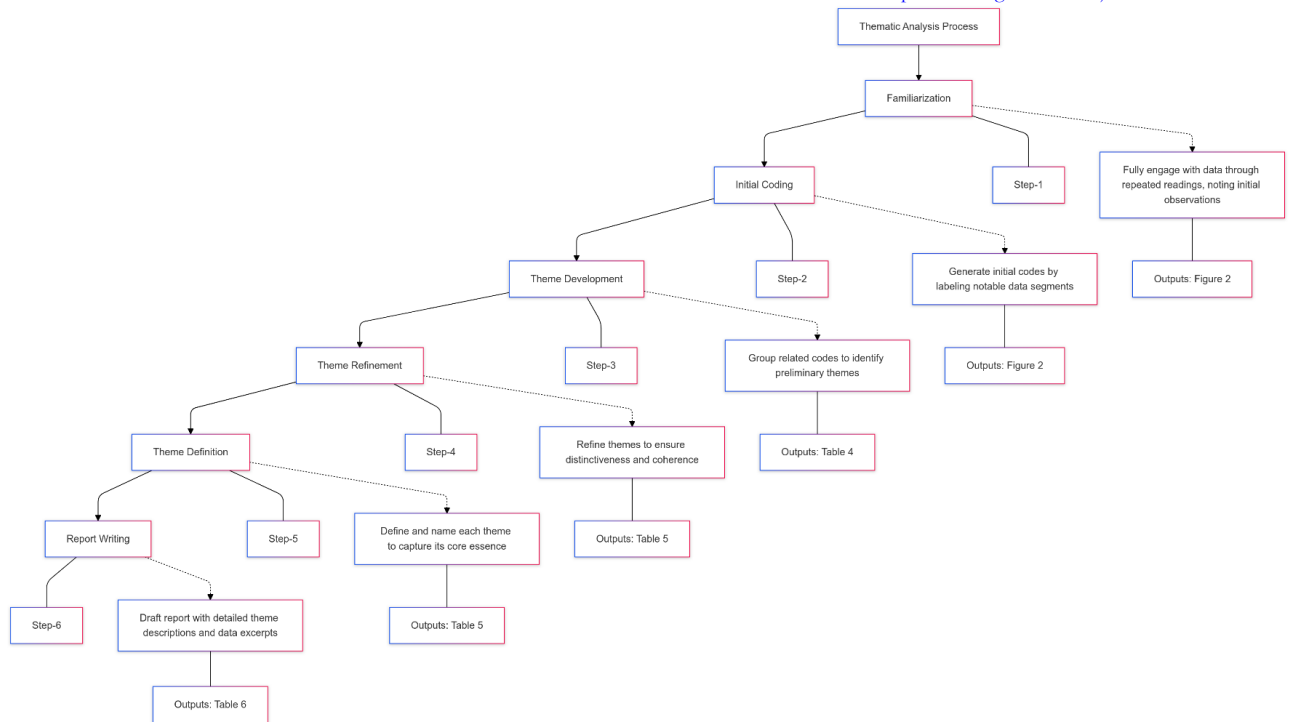 Thematic Analysis Process
Familiarization
Initial Coding
Step-1
Fully engage with data through
repeated readings, noting initial
observations
Theme Development
Step-2
Generate initial codes by
labeling notable data segments
Outputs: Figure 2
Theme Refinement
Step-3
Group related codes to identify
preliminary themes
Outputs: Figure 2
Theme Definition
Step-4
Refine themes to ensure
distinctiveness and coherence
Outputs: Table 4
Report Writing
Step-5
Define and name each theme
to capture its core essence
Outputs: Table 5
Step-6
Draft report with detailed theme
descriptions and data excerpts
Outputs: Table 5
Outputs: Table 6